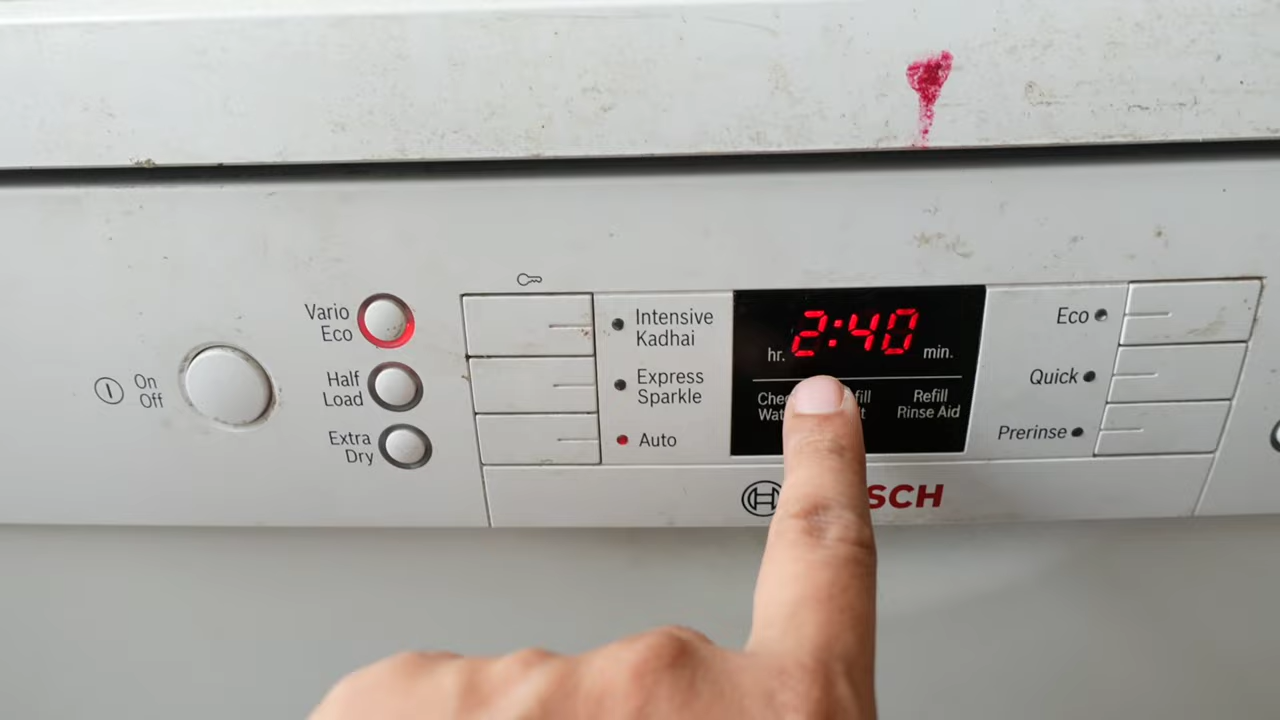 On
Off
Vario
Eco
Half
Load
Extra
Dry
Intensive
Kadhai
Express
Sparkle
Auto
2:40
hr.
min.
Refill
Rinse Aid
Eco
Quick
Prerinse